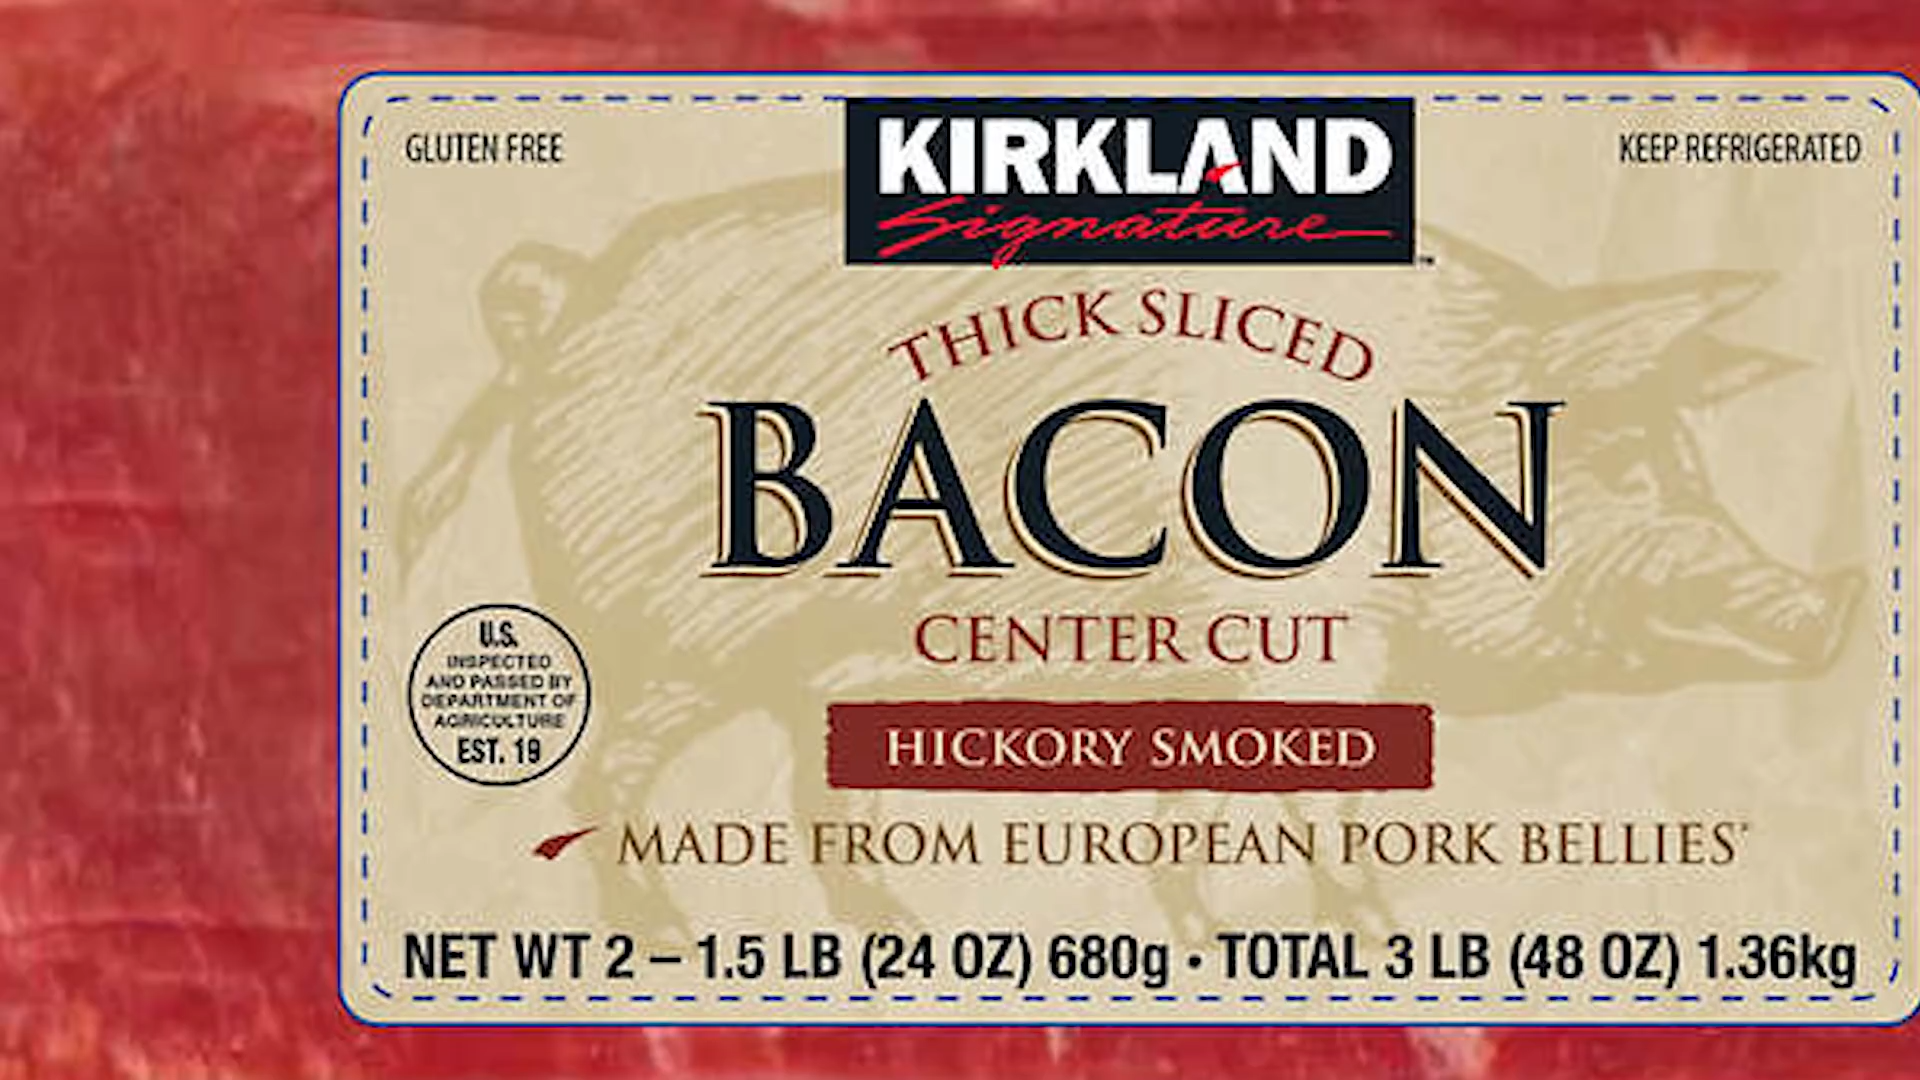 GLUTEN FREE
KIRKLAND
Signature™
KEEP REFRIGERATED
THICK SLICED
BACON
CENTER CUT
HICKORY SMOKED
U.S.
INSPECTED
AND PASSED BY
DEPARTMENT OF
AGRICULTURE
EST. 19
MADE FROM EUROPEAN PORK BELLIES'
NET WT 2 – 1.5 LB (24 OZ) 680g • TOTAL 3 LB (48 OZ) 1.36kg